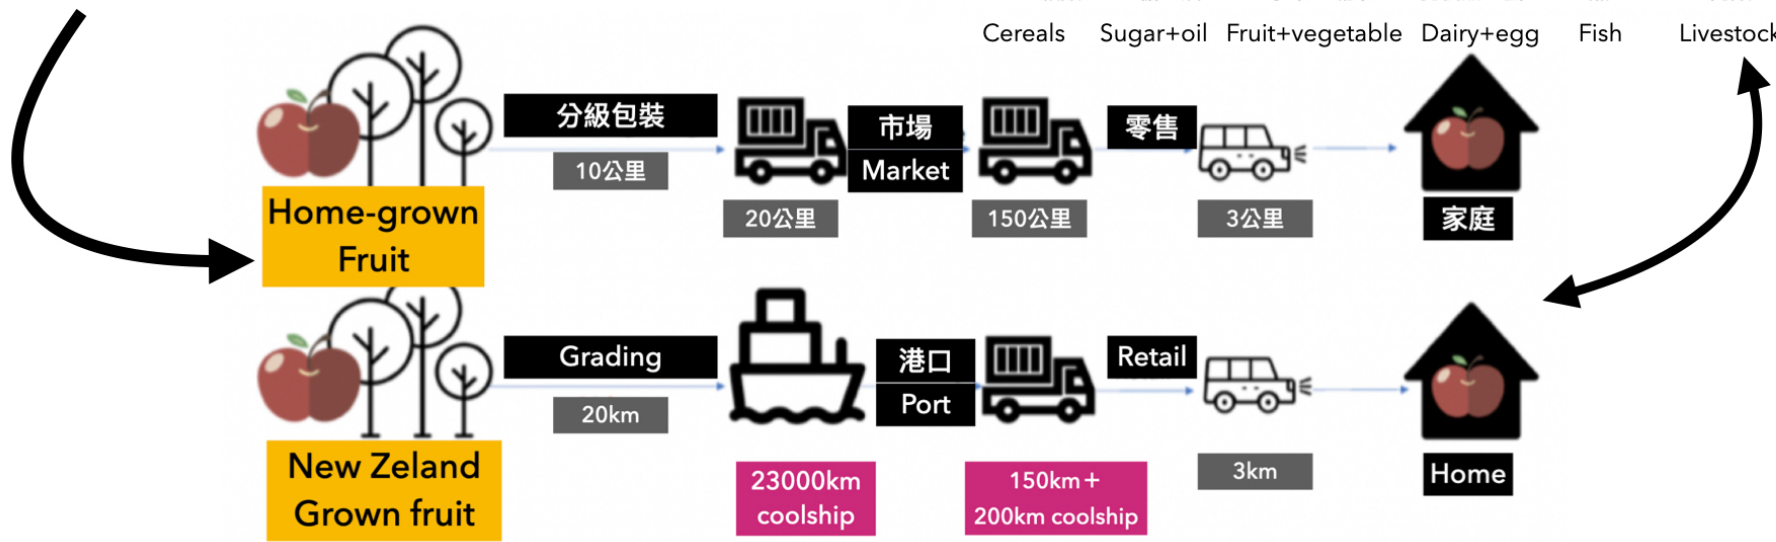 Cereals Sugar+oil Fruit+vegetable Dairy+egg Fish Livestock
分級包裝
市場
零售
Market
10公里
20公里
150公里
3公里
家庭
Home-grown
Fruit
Grading
港口
Retail
Port
20km
New Zeland
Grown fruit
23000km
coolship
150km+
200km coolship
3km
Home